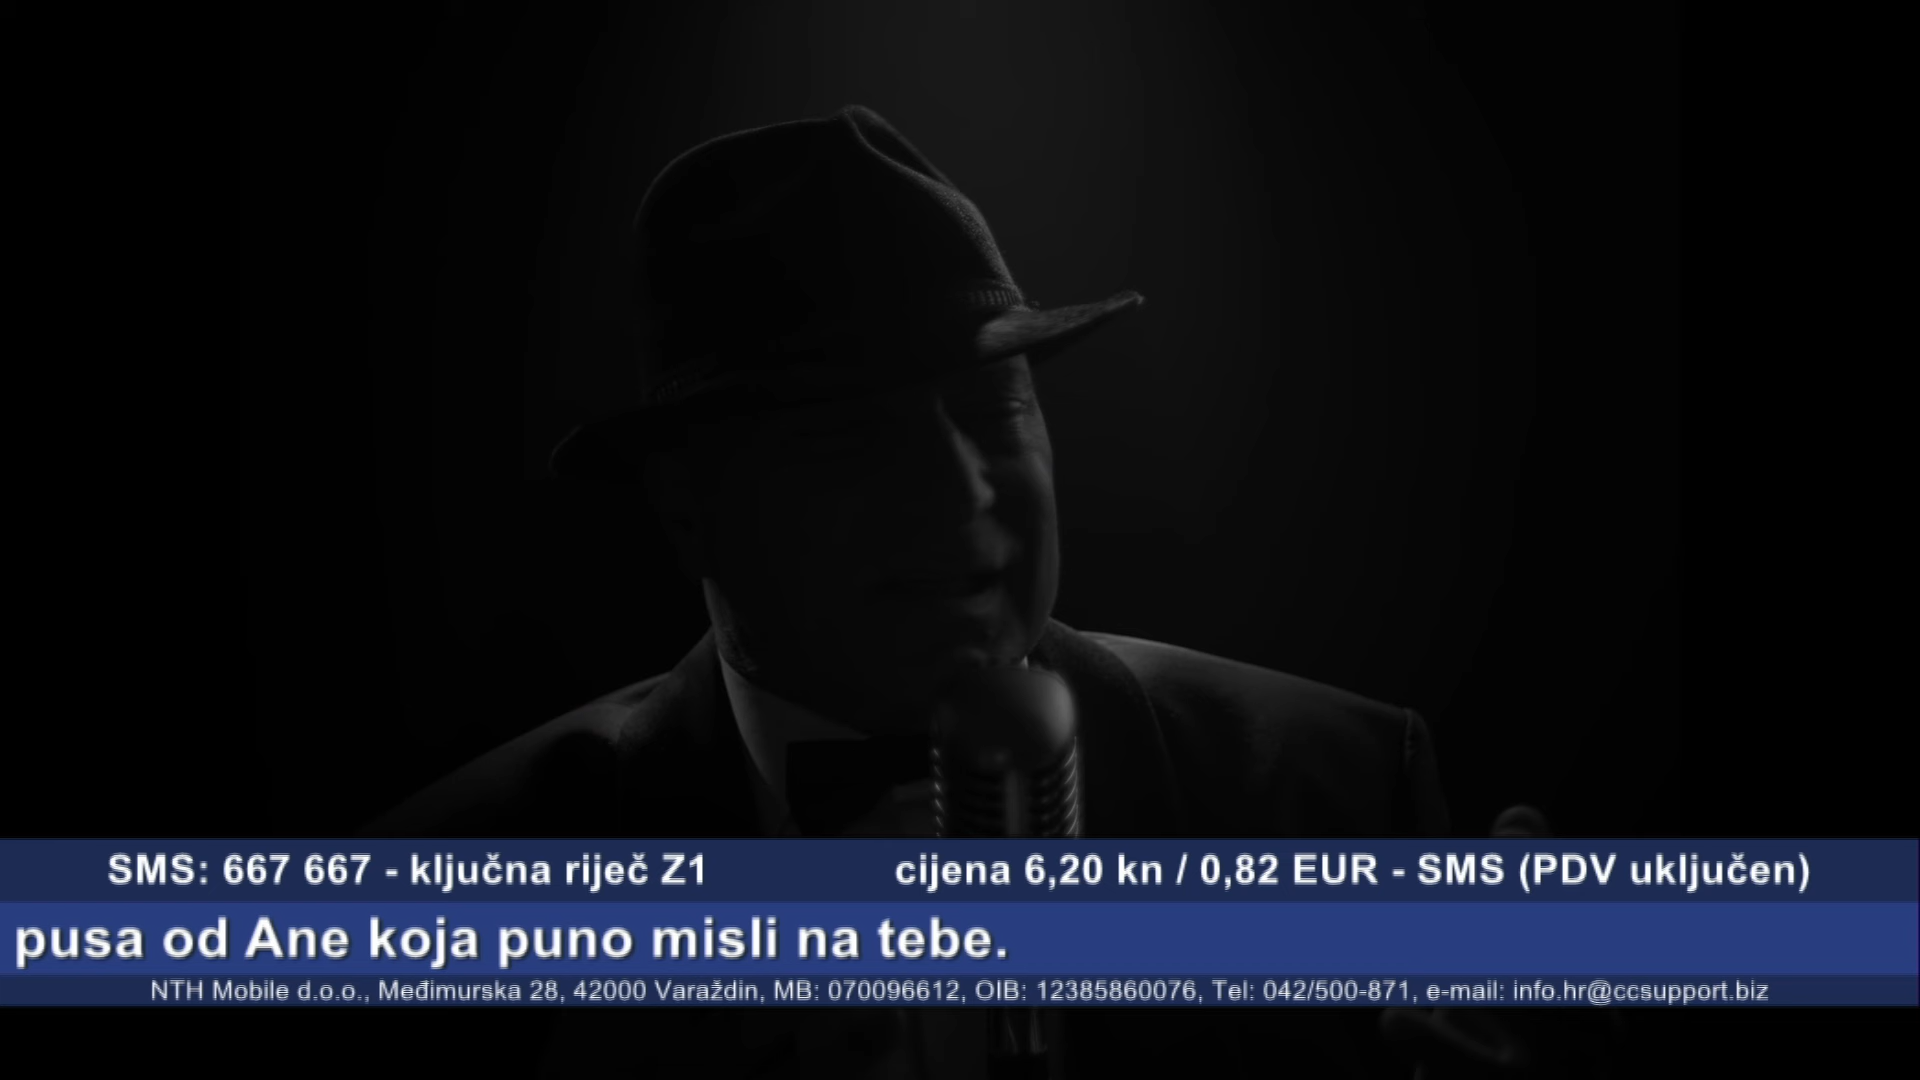 SMS: 667 667 - ključna riječ Z1 cijena 6,20 kn / 0,82 EUR - SMS (PDV uključen)
pusa od Ane koja puno misli na tebe.
NTH Mobile d.o.o., Međimurska 28, 42000 Varaždin, MB: 070096612, OIB: 12385860076, Tel: 042/500-871, e-mail: info.hr@ccsupport.biz